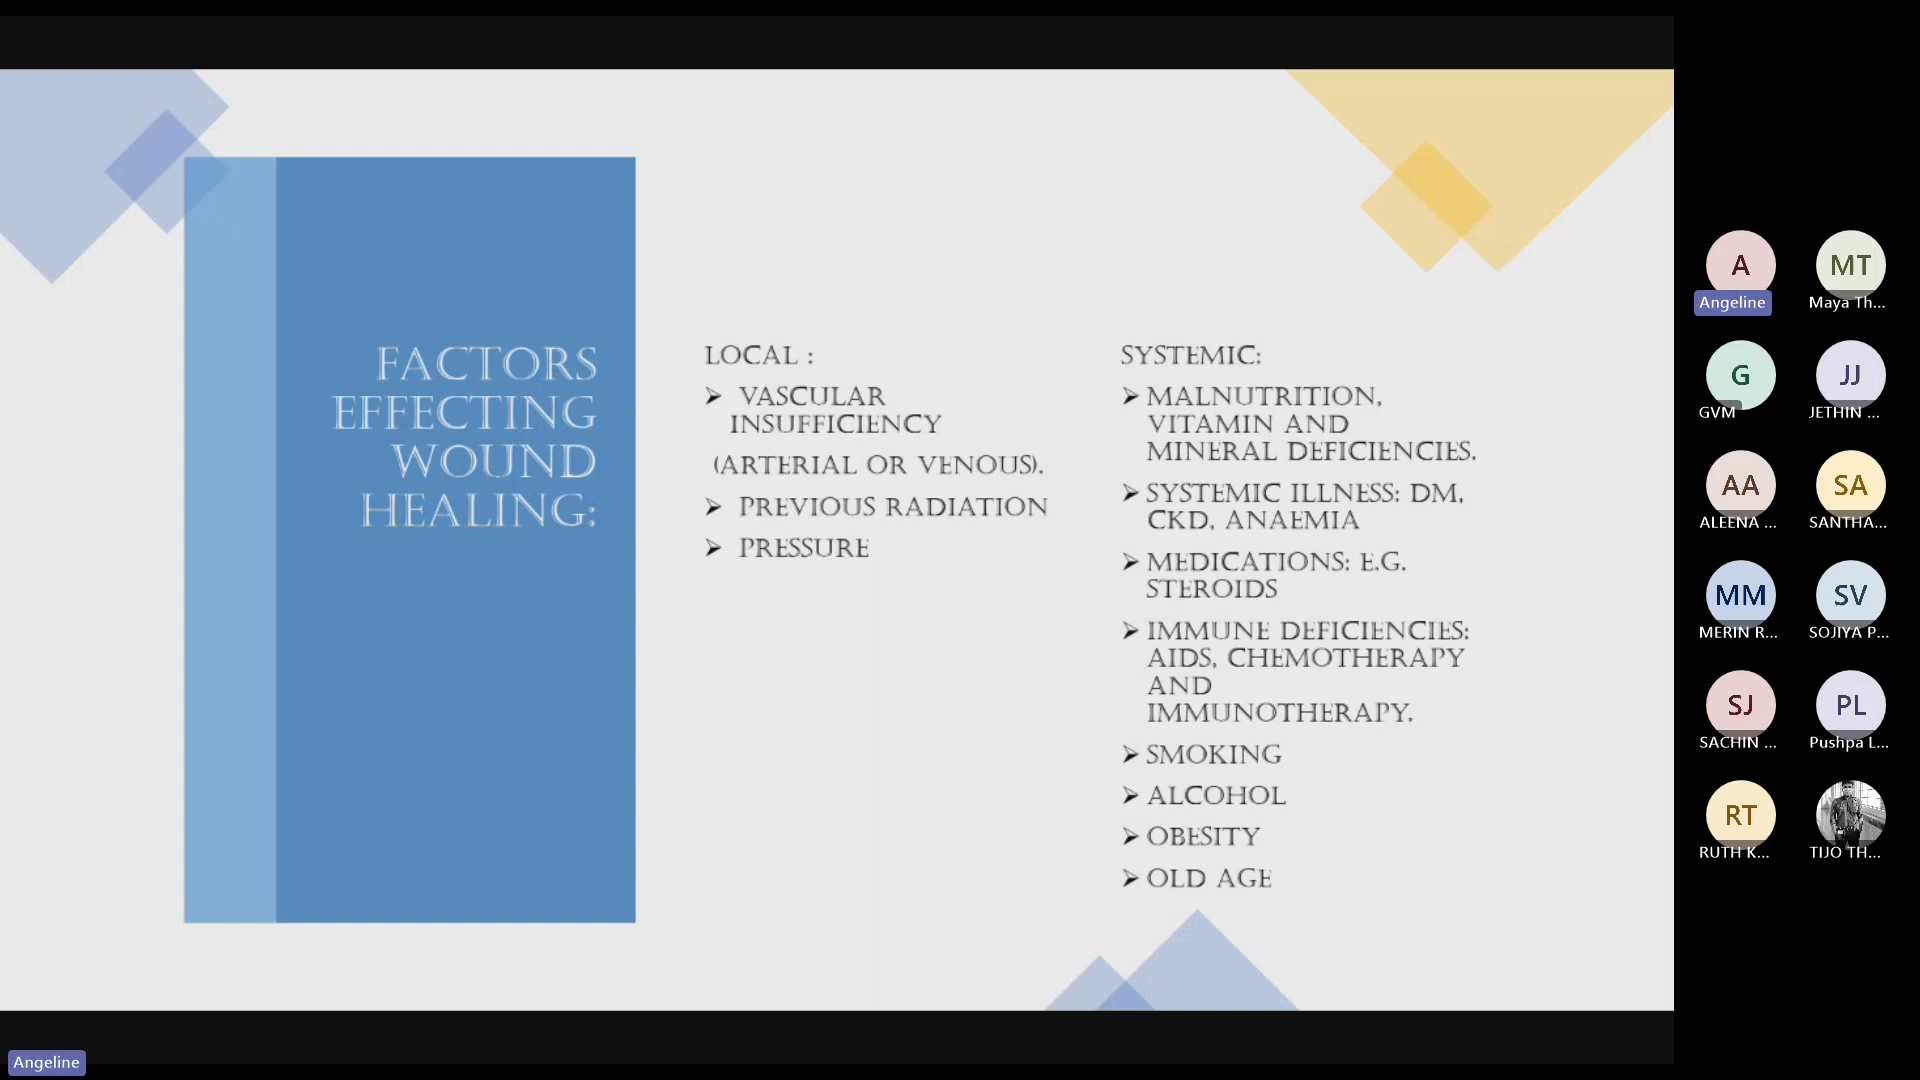 FACTORS
EFFECTING
WOUND
HEALING:
LOCAL :
➢ VASCULAR
INSUFFICIENCY
(ARTERIAL OR VENOUS).
➢ PREVIOUS RADIATION
➢ PRESSURE
SYSTEMIC:
➢ MALNUTRITION,
VITAMIN AND
MINERAL DEFICIENCIES.
➢ SYSTEMIC ILLNESS: DM,
CKD, ANAEMIA
➢ MEDICATIONS: E.G.
STEROIDS
➢ IMMUNE DEFICIENCIES:
AIDS, CHEMOTHERAPY
AND
IMMUNOTHERAPY.
➢ SMOKING
➢ ALCOHOL
➢ OBESITY
➢ OLD AGE
A
Angeline
MT
Maya Th...
G
GVM
JJ
JETHIN ...
AA
ALEENA ...
SA
SANTHA...
MM
MERIN R...
SV
SOJIYA P...
SJ
SACHIN ...
PL
Pushpa L...
RT
RUTH K...
TIJO TH...
Angeline